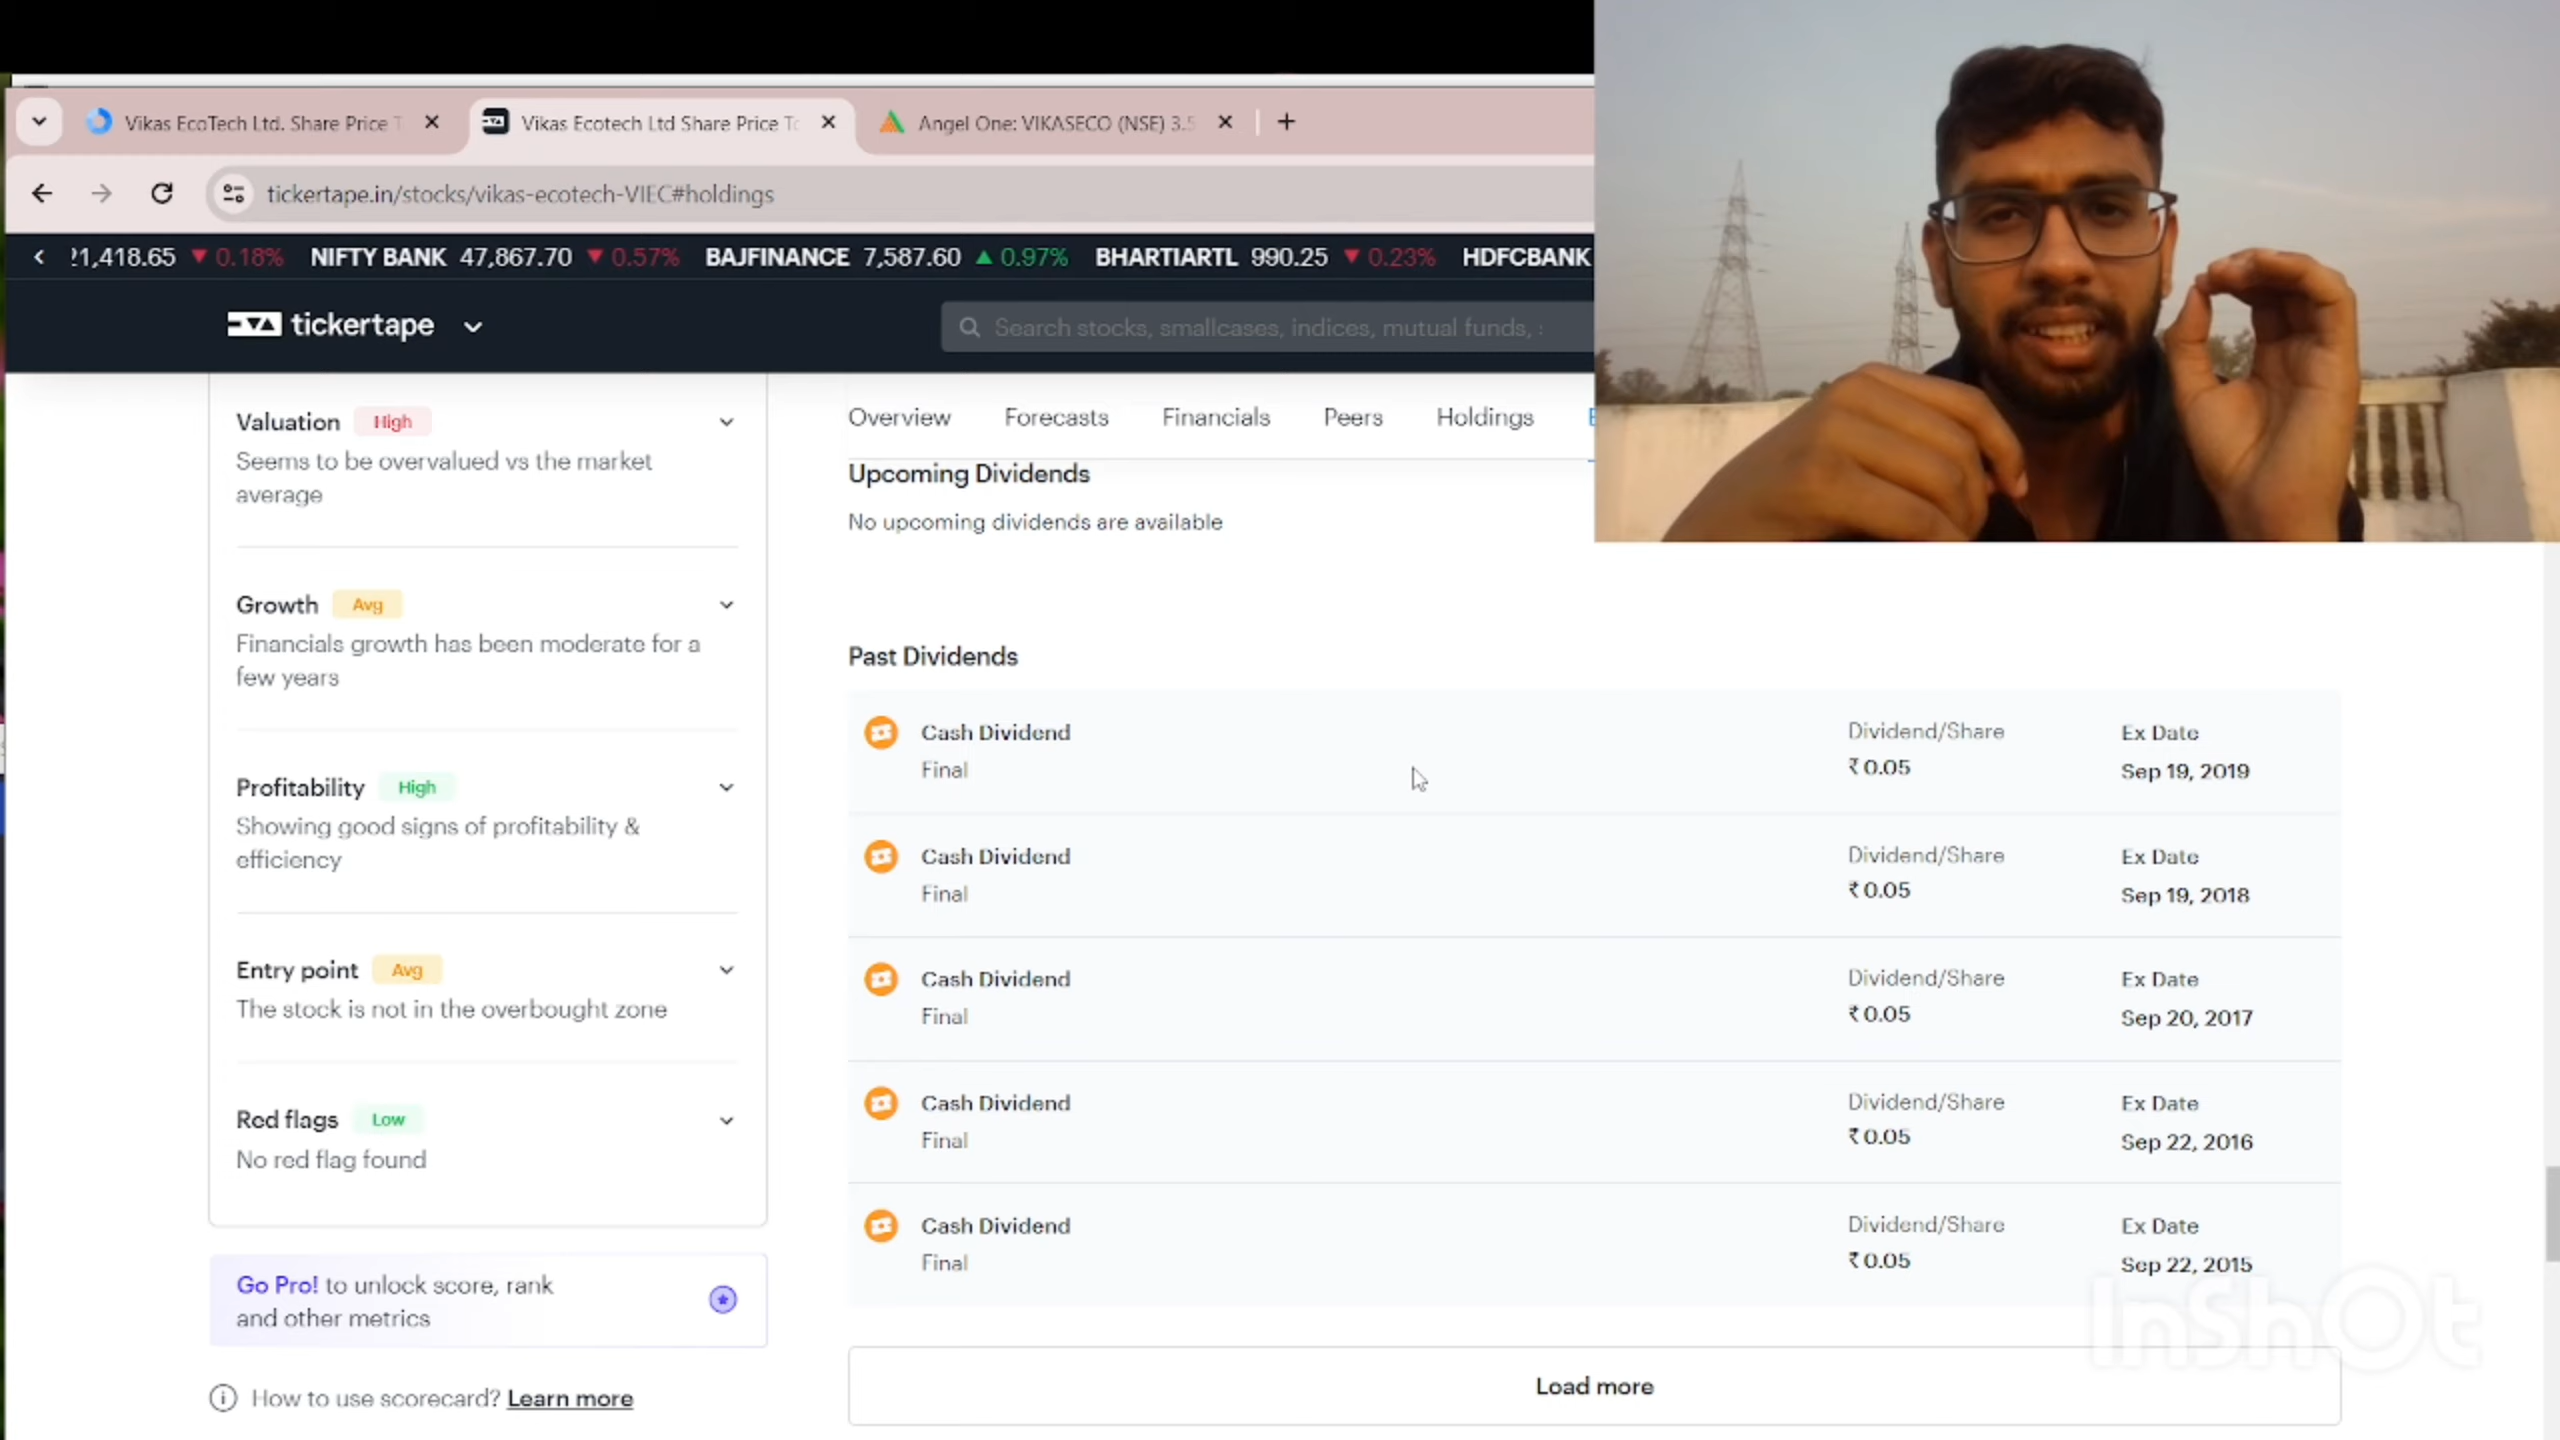 Vikas EcoTech Ltd. Share Price T
Vikas Ecotech Ltd Share Price To
Angel One: VIKASECO (NSE) 3.5
tickertape.in/stocks/vikas-ecotech-VIEC#holdings
21,418.65 ▼ 0.18% NIFTY BANK 47,867.70 ▼ 0.57% BAJFINANCE 7,587.60 ▲ 0.97% BHARTIARTL 990.25 ▼ 0.23% HDFCBANK
tickertape
Search stocks, smallcases, indices, mutual funds,
Overview Forecasts Financials Peers Holdings
Valuation High
Seems to be overvalued vs the market
average
Growth Avg
Financials growth has been moderate for a
few years
Profitability High
Showing good signs of profitability &
efficiency
Entry point Avg
The stock is not in the overbought zone
Red flags Low
No red flag found
Go Pro! to unlock score, rank
and other metrics
How to use scorecard? Learn more
Upcoming Dividends
No upcoming dividends are available
Past Dividends
Cash Dividend Dividend/Share Ex Date
Final ₹ 0.05 Sep 19, 2019
Cash Dividend Dividend/Share Ex Date
Final ₹ 0.05 Sep 19, 2018
Cash Dividend Dividend/Share Ex Date
Final ₹ 0.05 Sep 20, 2017
Cash Dividend Dividend/Share Ex Date
Final ₹ 0.05 Sep 22, 2016
Cash Dividend Dividend/Share Ex Date
Final ₹ 0.05 Sep 22, 2015
Load more
InShOt